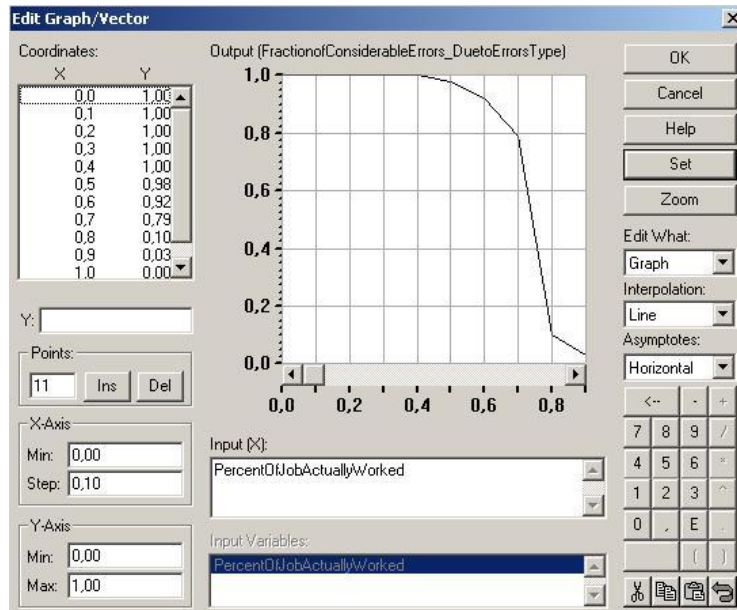 Edit Graph/Vector
Coordinates:
X Y
0,0 1,00
0,1 1,00
0,2 1,00
0,3 1,00
0,4 1,00
0,5 0,98
0,6 0,92
0,7 0,79
0,8 0,10
0,9 0,03
1,0 0,00
Y:
Points:
11 Ins Del
X-Axis
Min: 0,00
Step: 0,10
Y-Axis
Min: 0,00
Max: 1,00
Output (FractionofConsiderableErrors_DuetoErrorsType)
1,0
0,8
0,6
0,4
0,2
0,0
0,0 0,2 0,4 0,6 0,8
Input (X):
PercentOfJobActuallyWorked
Input Variables:
PercentOfJobActuallyWorked
OK
Cancel
Help
Set
Zoom
Edit What:
Graph
Interpolation:
Line
Asymptotes:
Horizontal
<-- - +
7 8 9 /
4 5 6 *
1 2 3 ^
0 , E .
( )